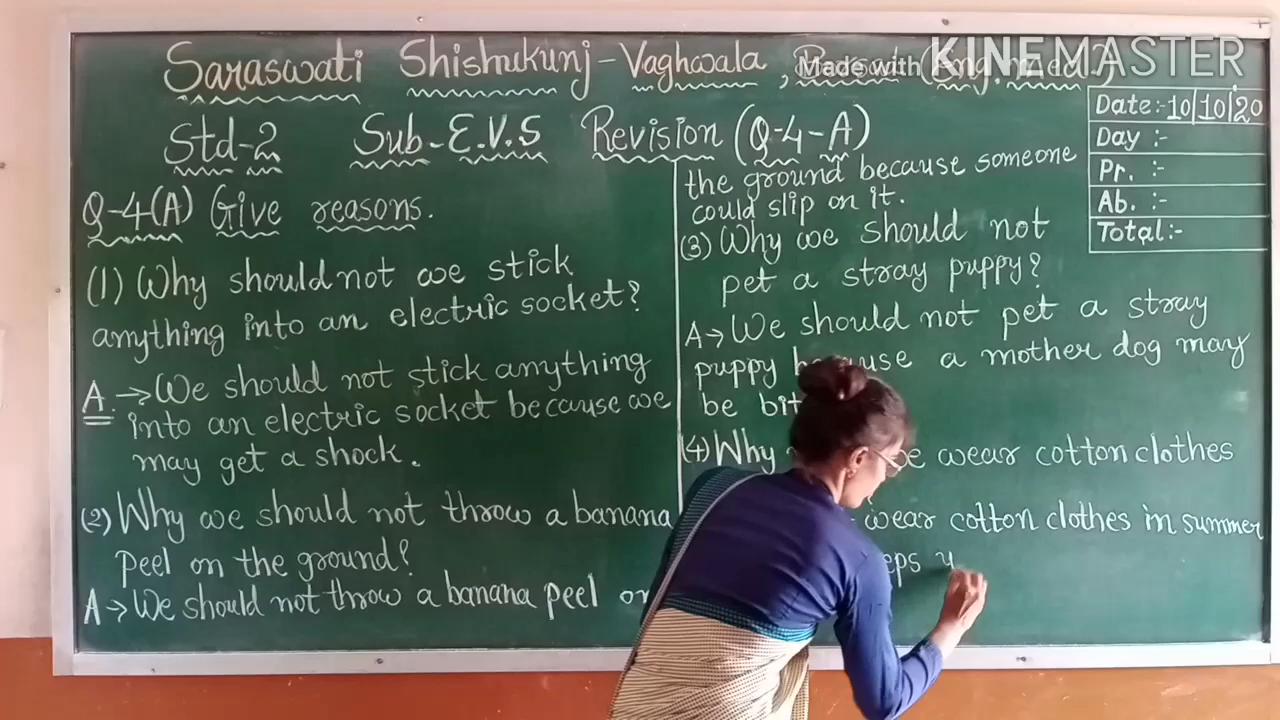 Saraswati Shishukunj-Vaghwala, (Eng. med.)
Made with KINEMASTER
Std-2 Sub-E.V.S Revision (Q-4-A)
Date:-10/10/20
Day :-
Pr. :-
Ab. :-
Total:-
Q-4(A) Give reasons.
(1) Why should not we stick
anything into an electric socket?
A. → We should not stick anything
into an electric socket because we
may get a shock.
(2) Why we should not throw a banana
peel on the ground?
A → We should not throw a banana peel on
the ground because someone
could slip on it.
(3) Why we should not
pet a stray puppy?
A → We should not pet a stray
puppy because a mother dog may
be
(4) Why wear cotton clothes
wear cotton clothes in summer